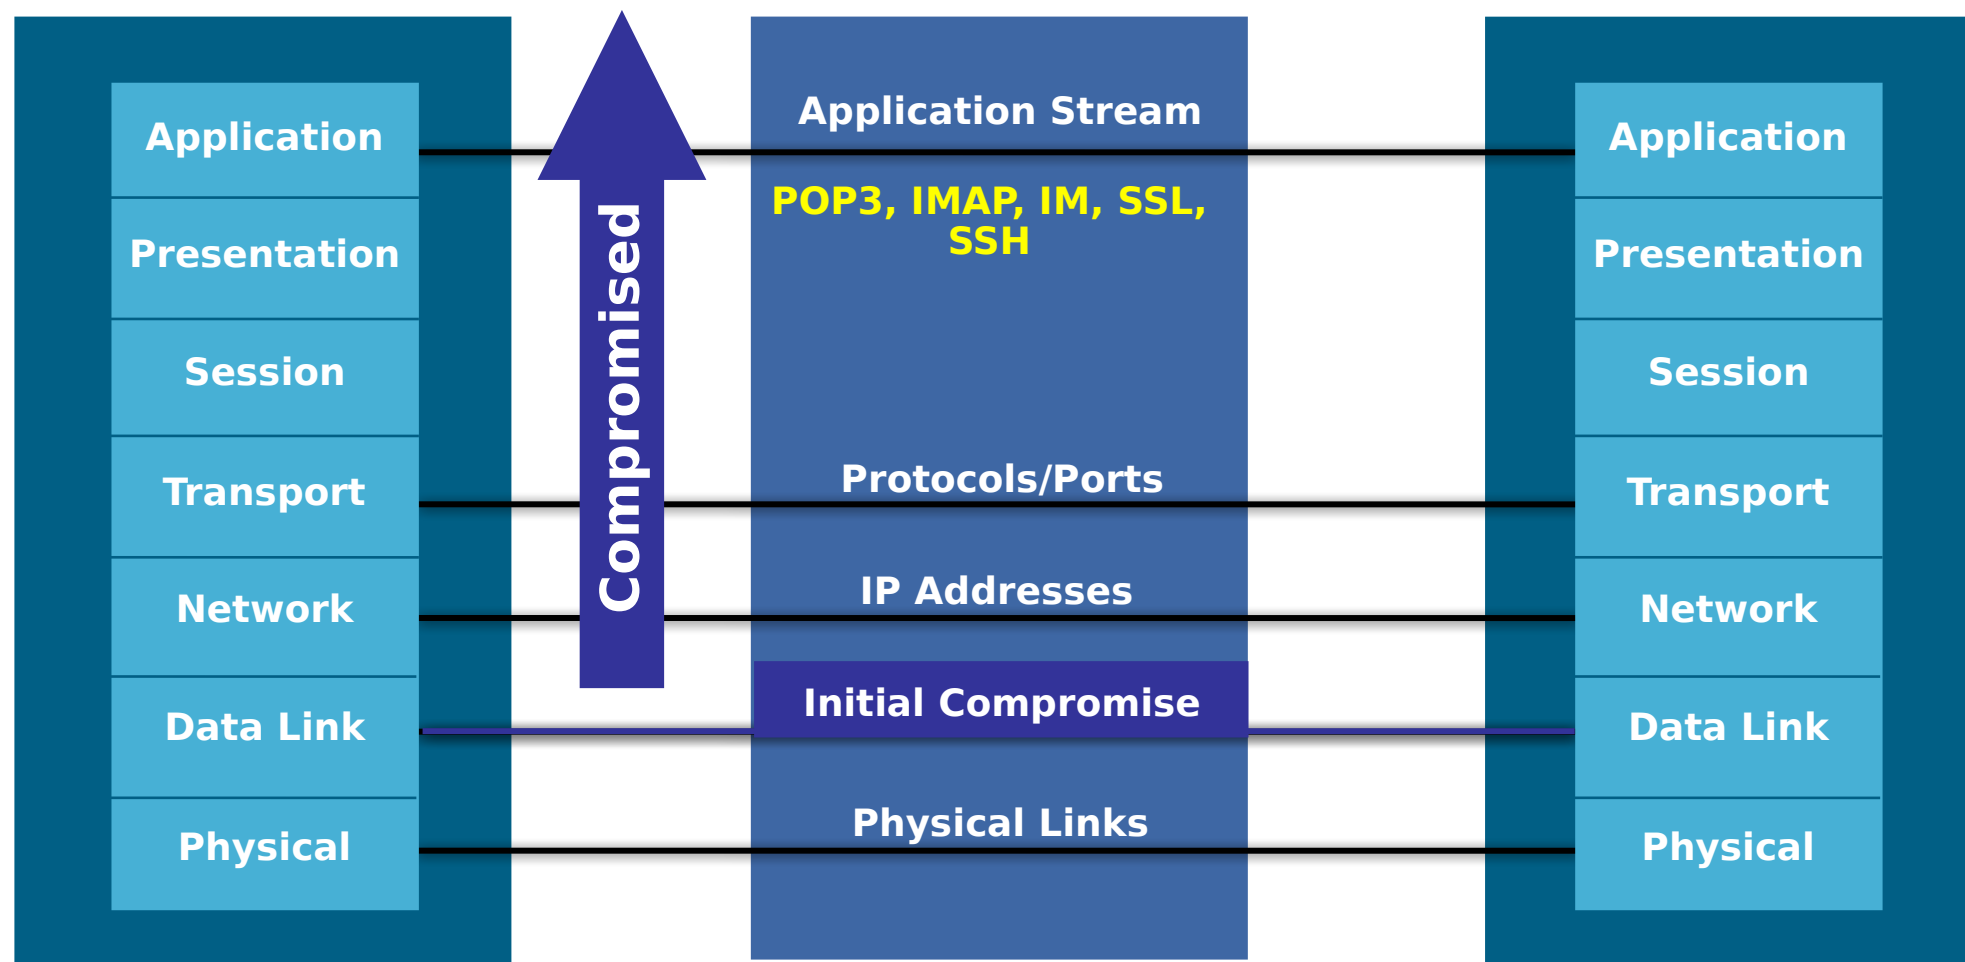 Application
Presentation
Session
Transport
Network
Data Link
Physical
Compromised
Application Stream
POP3, IMAP, IM, SSL,
SSH
Protocols/Ports
IP Addresses
Initial Compromise
Physical Links
Application
Presentation
Session
Transport
Network
Data Link
Physical